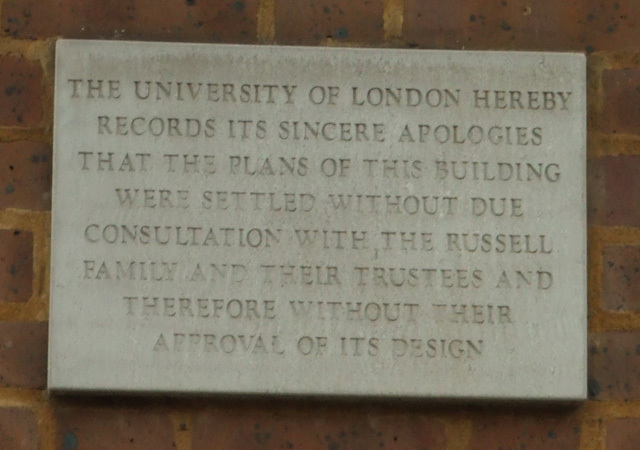 THE UNIVERSITY OF LONDON HEREBY
RECORDS ITS SINCERE APOLOGIES
THAT THE PLANS OF THIS BUILDING
WERE SETTLED WITHOUT DUE
CONSULTATION WITH THE RUSSELL
FAMILY AND THEIR TRUSTEES AND
THEREFORE WITHOUT THEIR
APPROVAL OF ITS DESIGN